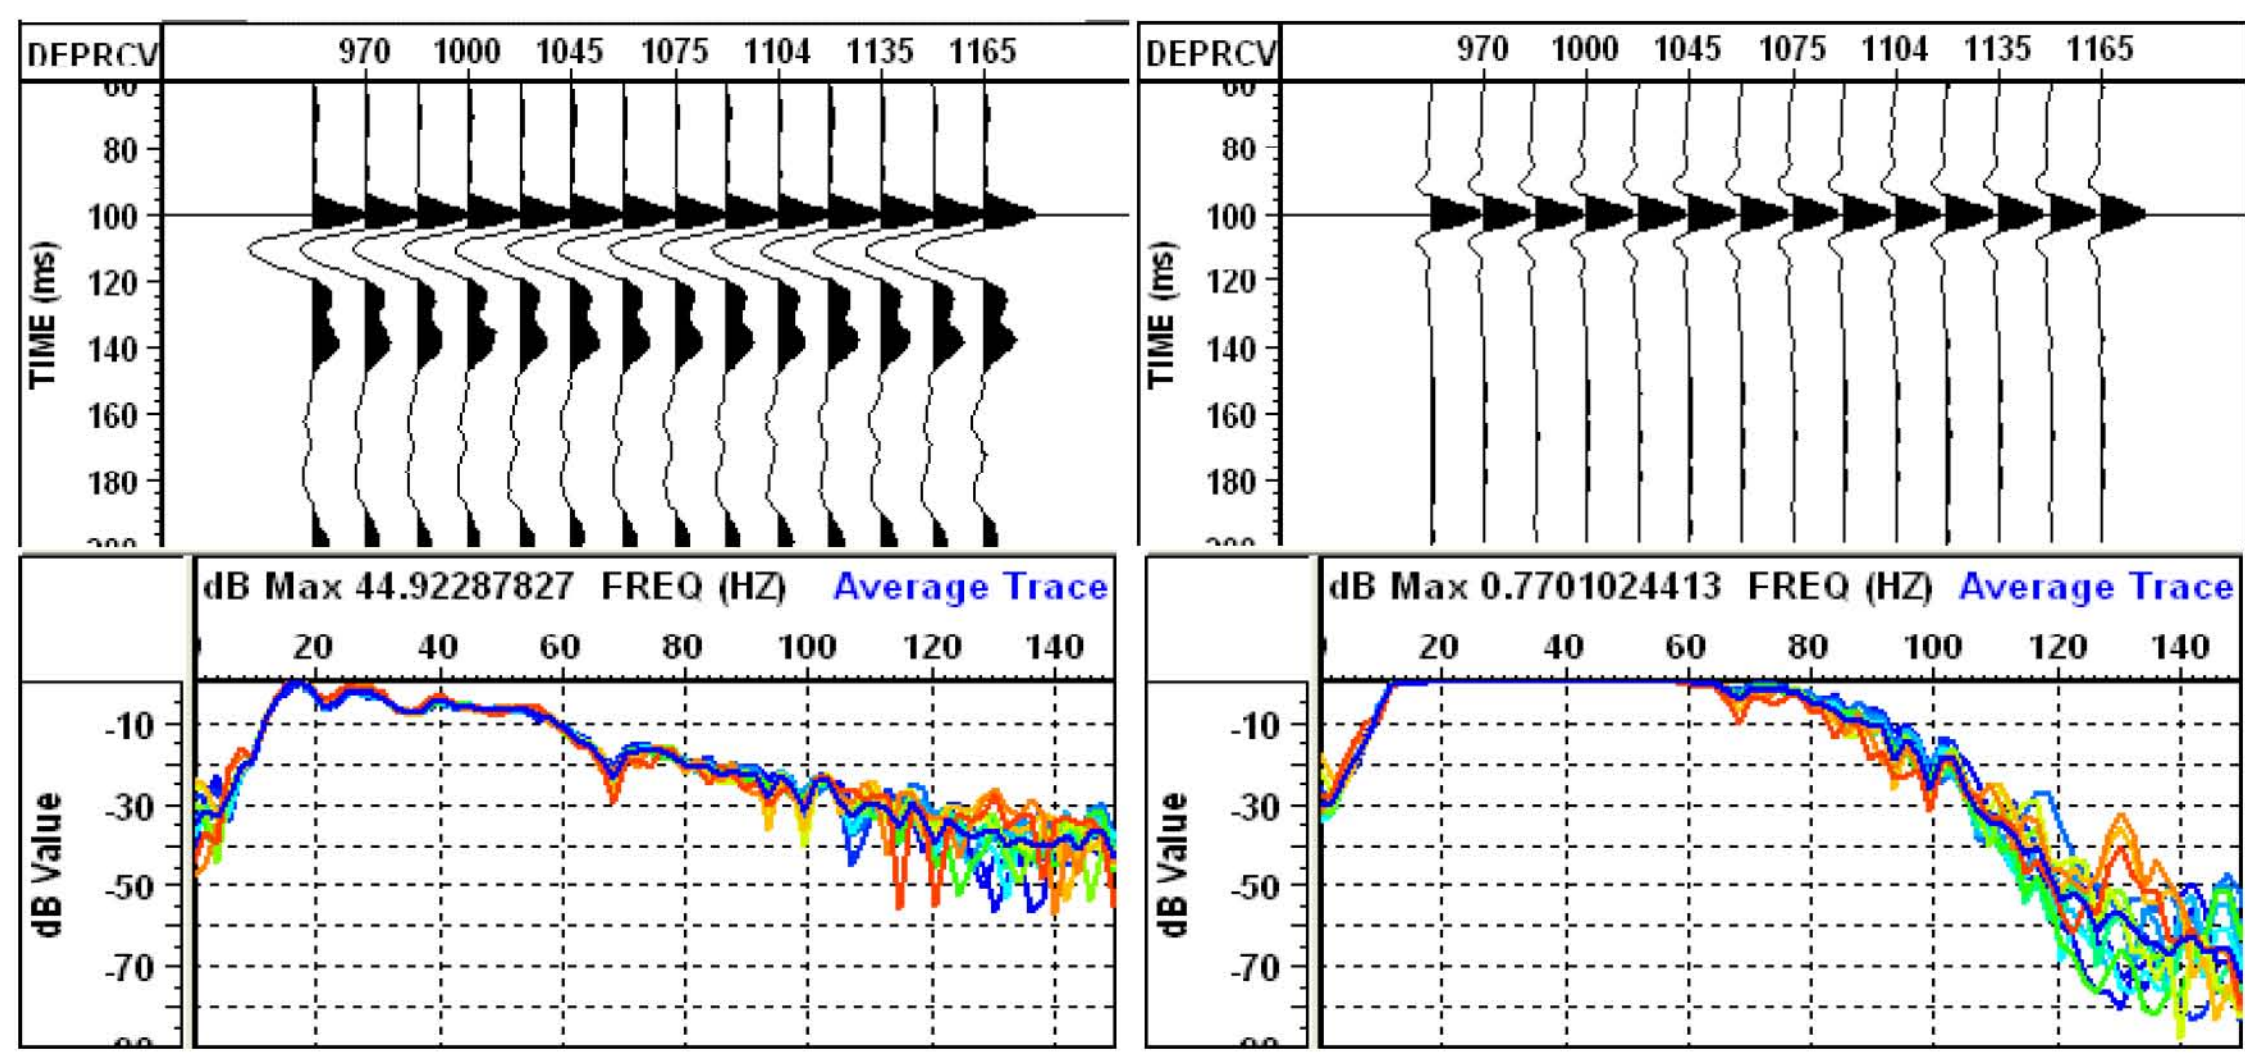 DEPRCV 970 1000 1045 1075 1104 1135 1165
80
100
120
140
160
180
TIME (ms)
DEPRCV 970 1000 1045 1075 1104 1135 1165
80
100
120
140
160
180
TIME (ms)
dB Max 44.92287827 FREQ (HZ) Average Trace
20 40 60 80 100 120 140
-10
-30
-50
-70
dB Value
dB Max 0.7701024413 FREQ (HZ) Average Trace
20 40 60 80 100 120 140
-10
-30
-50
-70
dB Value